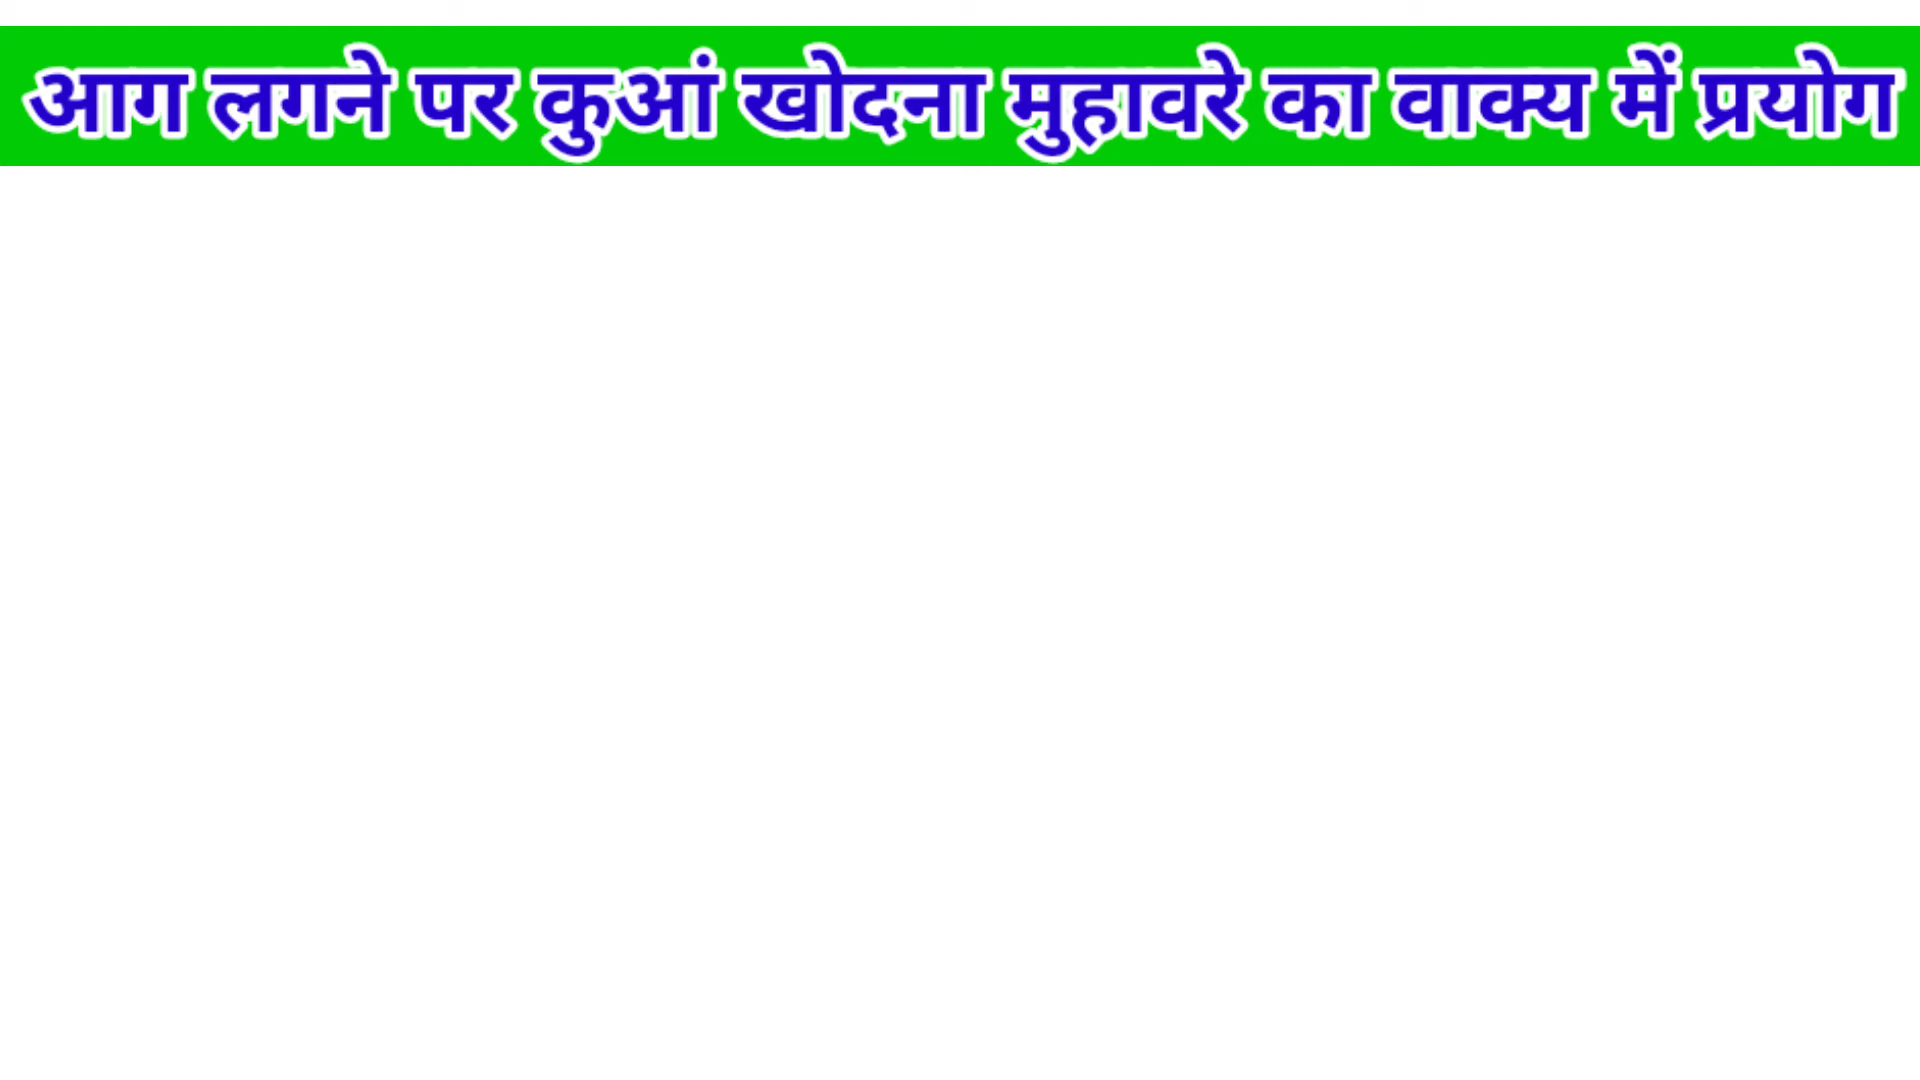 आग लगने पर कुआं खोदना मुहावरे का वाक्य में प्रयोग